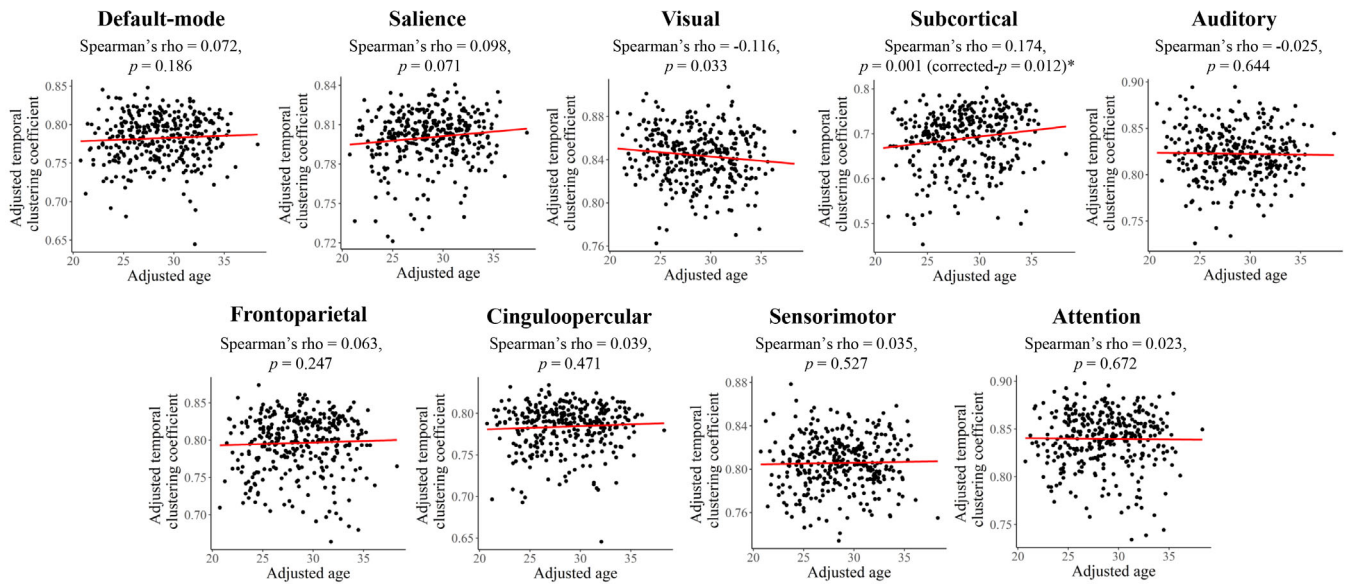 Default-mode
Spearman's rho = 0.072,
p = 0.186
Adjusted temporal
clustering coefficient
0.85
0.80
0.75
0.70
0.65
20 25 30 35
Adjusted age
Salience
Spearman's rho = 0.098,
p = 0.071
Adjusted temporal
clustering coefficient
0.84
0.81
0.78
0.75
0.72
20 25 30 35
Adjusted age
Visual
Spearman's rho = -0.116,
p = 0.033
Adjusted temporal
clustering coefficient
0.88
0.84
0.80
0.76
20 25 30 35
Adjusted age
Subcortical
Spearman's rho = 0.174,
p = 0.001 (corrected-p = 0.012)*
Adjusted temporal
clustering coefficient
0.8
0.7
0.6
0.5
20 25 30 35
Adjusted age
Auditory
Spearman's rho = -0.025,
p = 0.644
Adjusted temporal
clustering coefficient
0.90
0.85
0.80
0.75
20 25 30 35
Adjusted age
Frontoparietal
Spearman's rho = 0.063,
p = 0.247
Adjusted temporal
clustering coefficient
0.85
0.80
0.75
0.70
20 25 30 35
Adjusted age
Cinguloopercular
Spearman's rho = 0.039,
p = 0.471
Adjusted temporal
clustering coefficient
0.80
0.75
0.70
0.65
20 25 30 35
Adjusted age
Sensorimotor
Spearman's rho = 0.035,
p = 0.527
Adjusted temporal
clustering coefficient
0.88
0.84
0.80
0.76
20 25 30 35
Adjusted age
Attention
Spearman's rho = 0.023,
p = 0.672
Adjusted temporal
clustering coefficient
0.90
0.85
0.80
0.75
20 25 30 35
Adjusted age